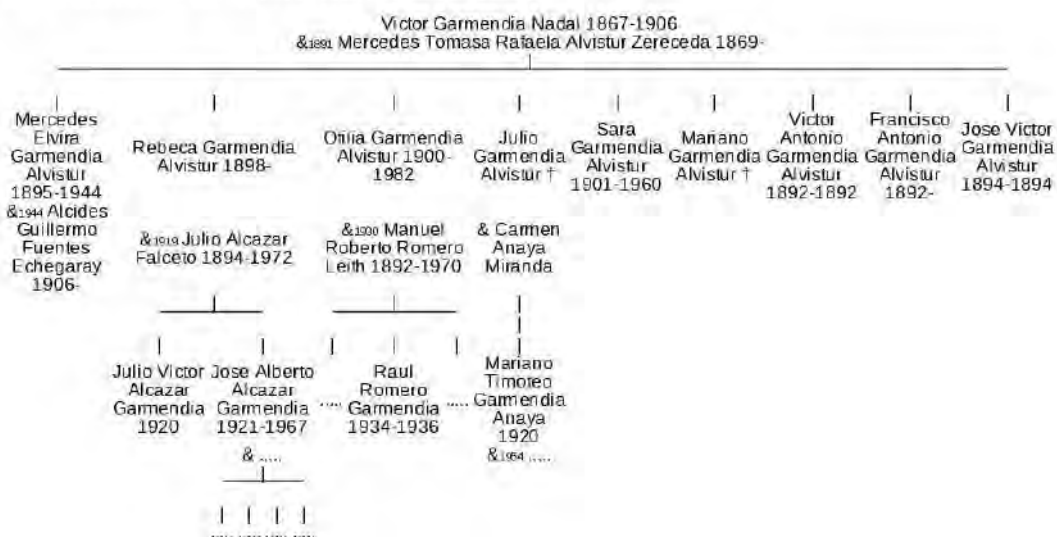 Victor Garmendia Nadal 1867-1906
&1891 Mercedes Tomasa Rafaela Alvistur Zereceda 1869-
Mercedes
Elvira
Garmendia
Alvistur
1895-1944
&1944 Alcides
Guillermo
Fuentes
Echegaray
1906-
Rebeca Garmendia
Alvistur 1898-
&1919 Julio Alcazar
Falceto 1894-1972
Otilia Garmendia
Alvistur 1900-
1982
&1930 Manuel
Roberto Romero
Leith 1892-1970
Julio
Garmendia
Alvistur †
& Carmen
Anaya
Miranda
Sara
Garmendia
Alvistur
1901-1960
Mariano
Garmendia
Alvistur †
Victor
Antonio
Garmendia
Alvistur
1892-1892
Francisco
Antonio
Garmendia
Alvistur
1892-
Jose Victor
Garmendia
Alvistur
1894-1894
Julio Victor
Alcazar
Garmendia
1920
Jose Alberto
Alcazar
Garmendia
1921-1967
& .....
.....
Raul
Romero
Garmendia
1934-1936
.....
Mariano
Timoteo
Garmendia
Anaya
1920
&1954 .....